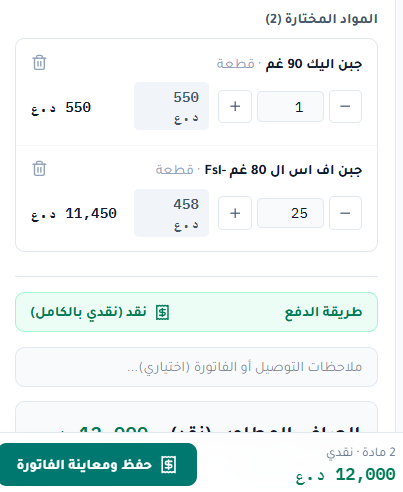 المواد المختارة (2)
جبن اليك 90 غم · قطعة
− 1 + 550 د.ع 550 د.ع
جبن اف اس ال 80 غم -Fsl · قطعة
− 25 + 458 د.ع 11,450 د.ع
طريقة الدفع نقد (نقدي بالكامل)
ملاحظات التوصيل أو الفاتورة (اختياري)...
2 مادة · نقدي
12,000 د.ع
حفظ ومعاينة الفاتورة